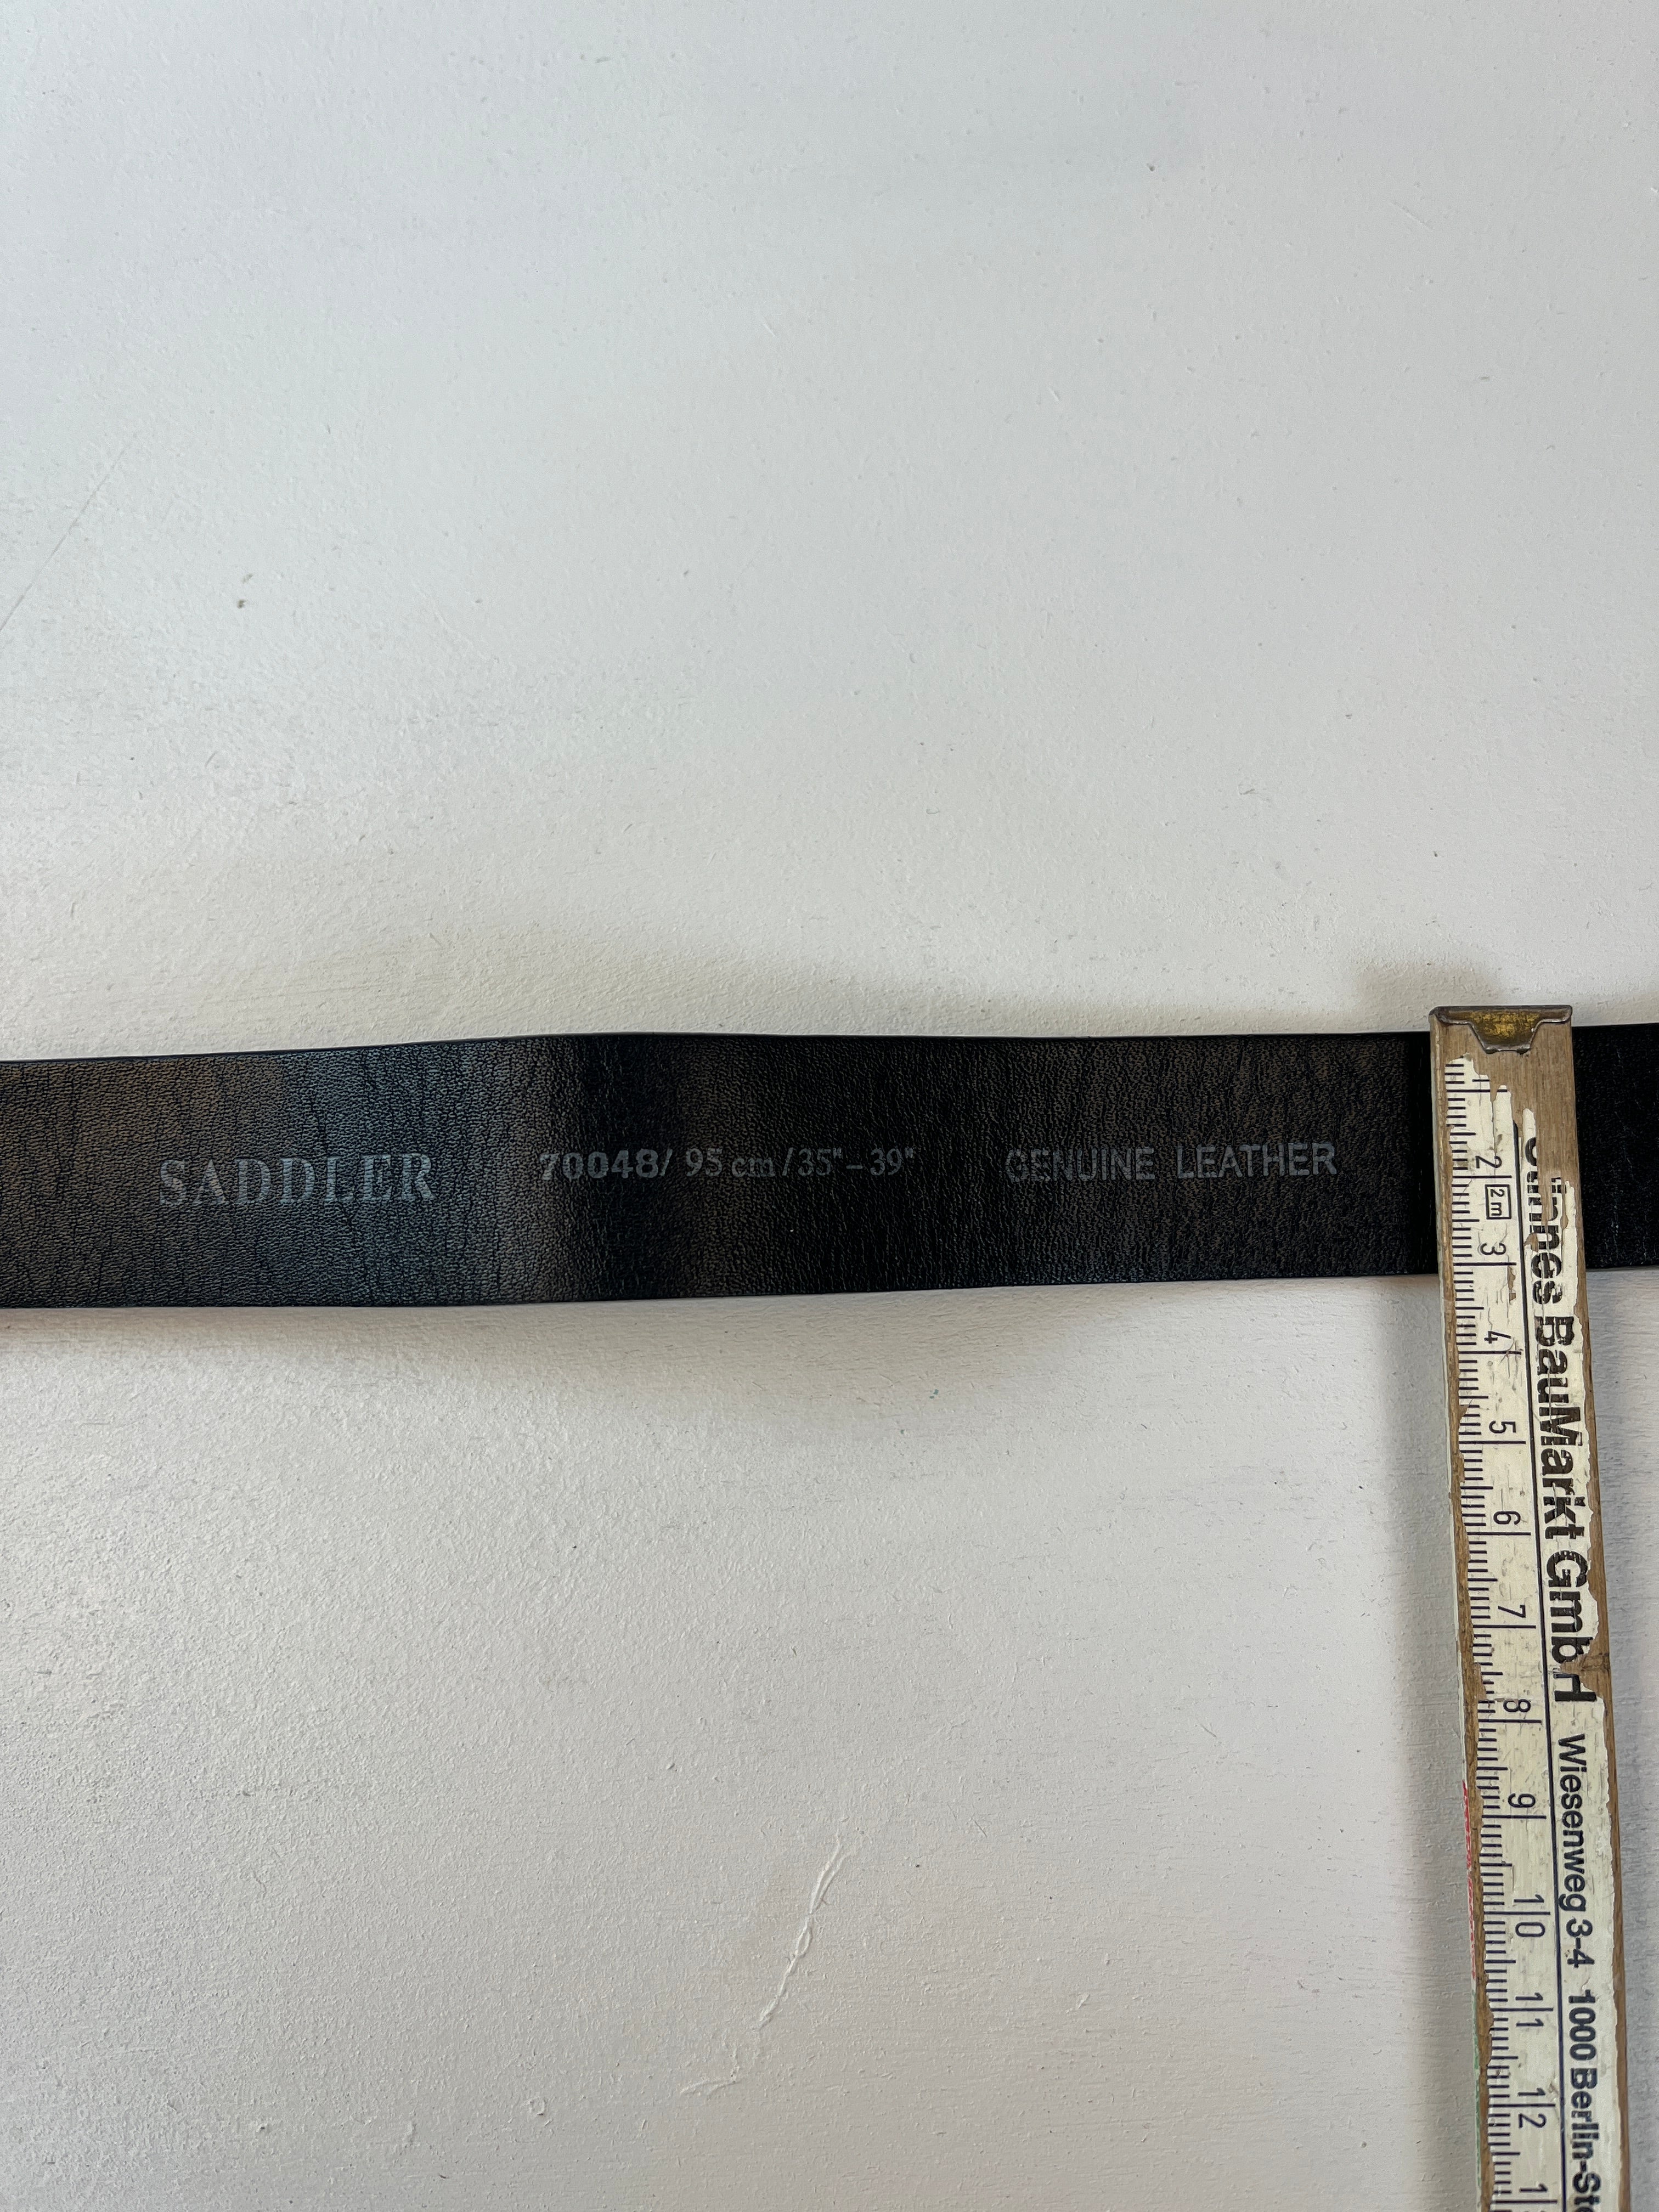 SADDLER 70048/ 95 cm/35"-39" GENUINE LEATHER
2 2m 3 4 5 6 7 8 9 10 11 12
BauMarkt GmbH Wiesenweg 3-4 1000 Berlin-